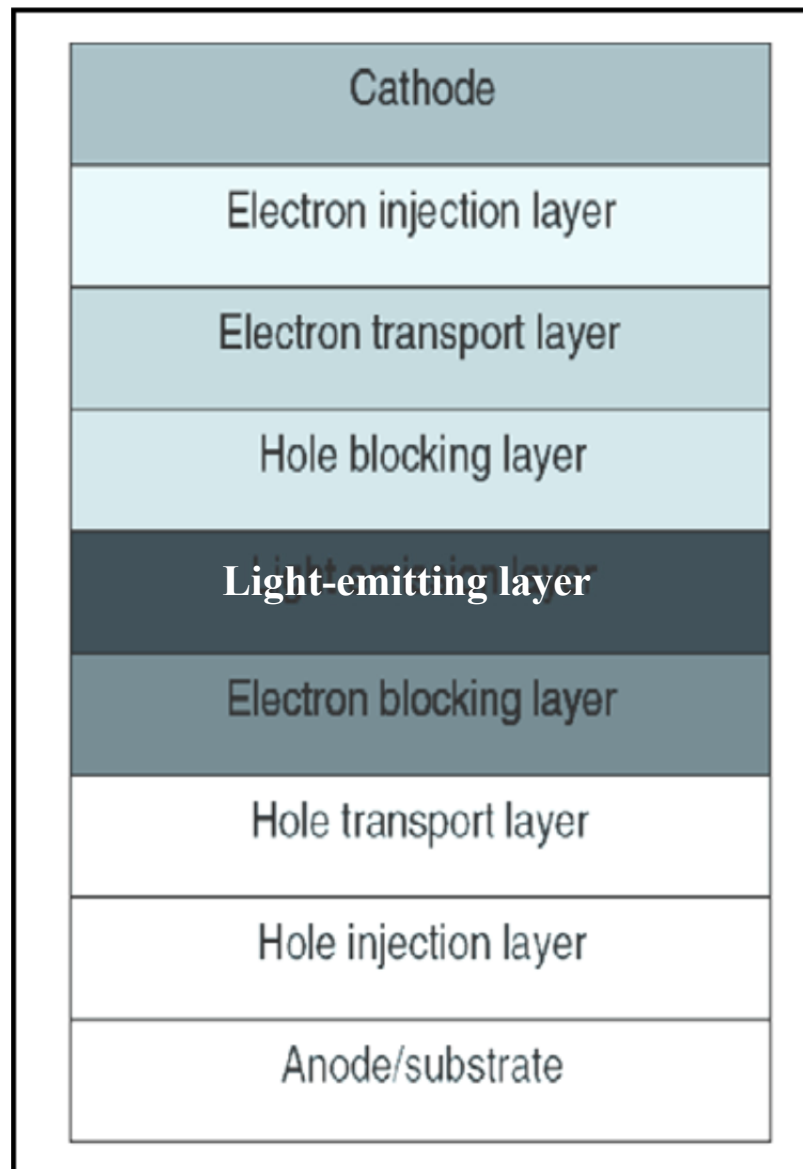 Cathode
Electron injection layer
Electron transport layer
Hole blocking layer
Light-emitting layer
Electron blocking layer
Hole transport layer
Hole injection layer
Anode/substrate